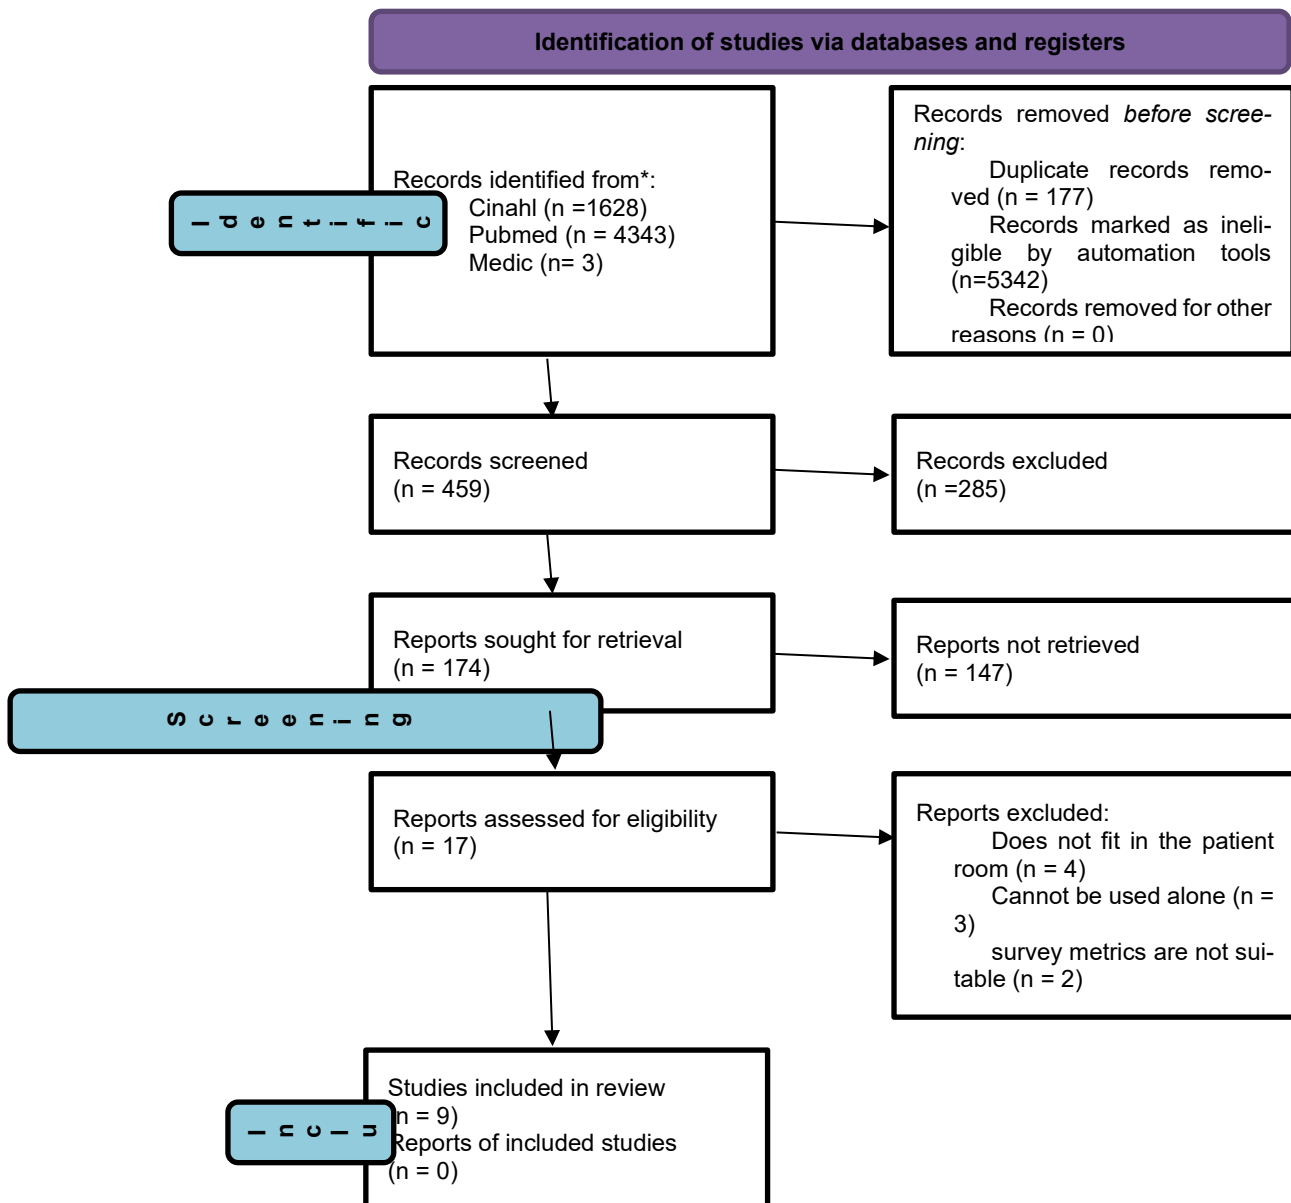 Identification of studies via databases and registers
Records identified from*:
Cinahl (n =1628)
Pubmed (n = 4343)
Medic (n= 3)
Records removed before scree-
ning:
Duplicate records remo-
ved (n = 177)
Records marked as ineli-
gible by automation tools
(n=5342)
Records removed for other
reasons (n = 0)
Identific
Records screened
(n = 459)
Records excluded
(n =285)
Reports sought for retrieval
(n = 174)
Reports not retrieved
(n = 147)
Screening
Reports assessed for eligibility
(n = 17)
Reports excluded:
Does not fit in the patient
room (n = 4)
Cannot be used alone (n =
3)
survey metrics are not sui-
table (n = 2)
Studies included in review
(n = 9)
Reports of included studies
(n = 0)
Inclu